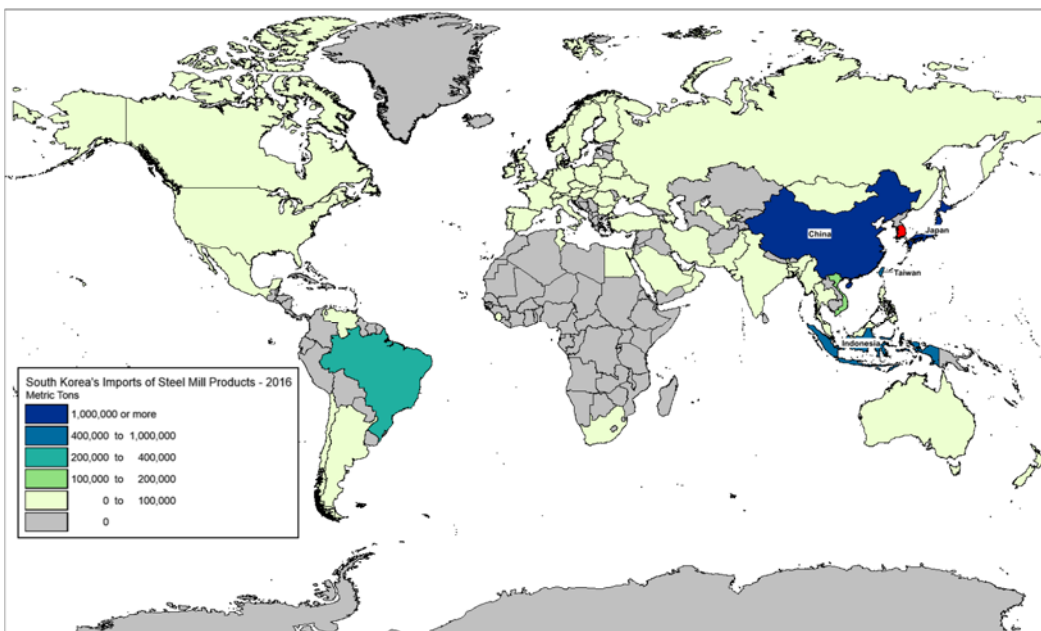 China
Japan
Taiwan
Indonesia
South Korea's Imports of Steel Mill Products - 2016
Metric Tons
1,000,000 or more
400,000 to 1,000,000
200,000 to 400,000
100,000 to 200,000
0 to 100,000
0